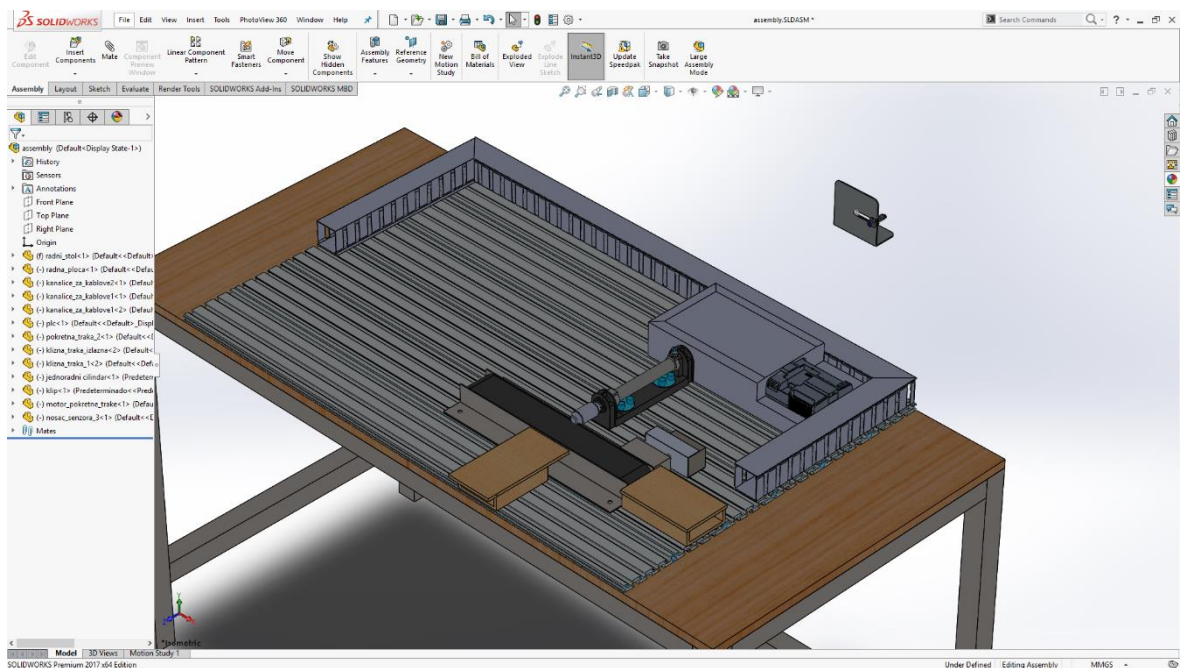 SOLIDWORKS File Edit View Insert Tools PhotoView 360 Window Help assembly.SLDASM * Search Commands
Edit Component
Insert Components
Mate
Component Preview Window
Linear Component Pattern
Smart Fasteners
Move Component
Show Hidden Components
Assembly Features
Reference Geometry
New Motion Study
Bill of Materials
Exploded View
Explode Line Sketch
Instant3D
Update Speedpak
Take Snapshot
Large Assembly Mode
Assembly Layout Sketch Evaluate Render Tools SOLIDWORKS Add-Ins SOLIDWORKS MBD
assembly (Default<Display State-1>)
History
Sensors
Annotations
Front Plane
Top Plane
Right Plane
Origin
(f) radni_stol<1> (Default<<Default>
(-) radna_ploca<1> (Default<<Defau
(-) kanalice_za_kablove2<1> (Defaul
(-) kanalice_za_kablove1<1> (Defaul
(-) kanalice_za_kablove1<2> (Defaul
(-) plc<1> (Default<<Default>_Displ
(-) pokretna_traka_2<1> (Default<<
(-) klizna_traka_izlazna<2> (Default<
(-) klizna_traka_1<2> (Default<<Defa
(-) jednoradni cilindar<1> (Predeterm
(-) klip<1> (Predeterminado<<Pred
(-) motor_pokretne_trake<1> (Defau
(-) nosac_senzora_3<1> (Default<<
Mates
*Isometric
Model 3D Views Motion Study 1
SOLIDWORKS Premium 2017 x64 Edition Under Defined Editing Assembly MMGS